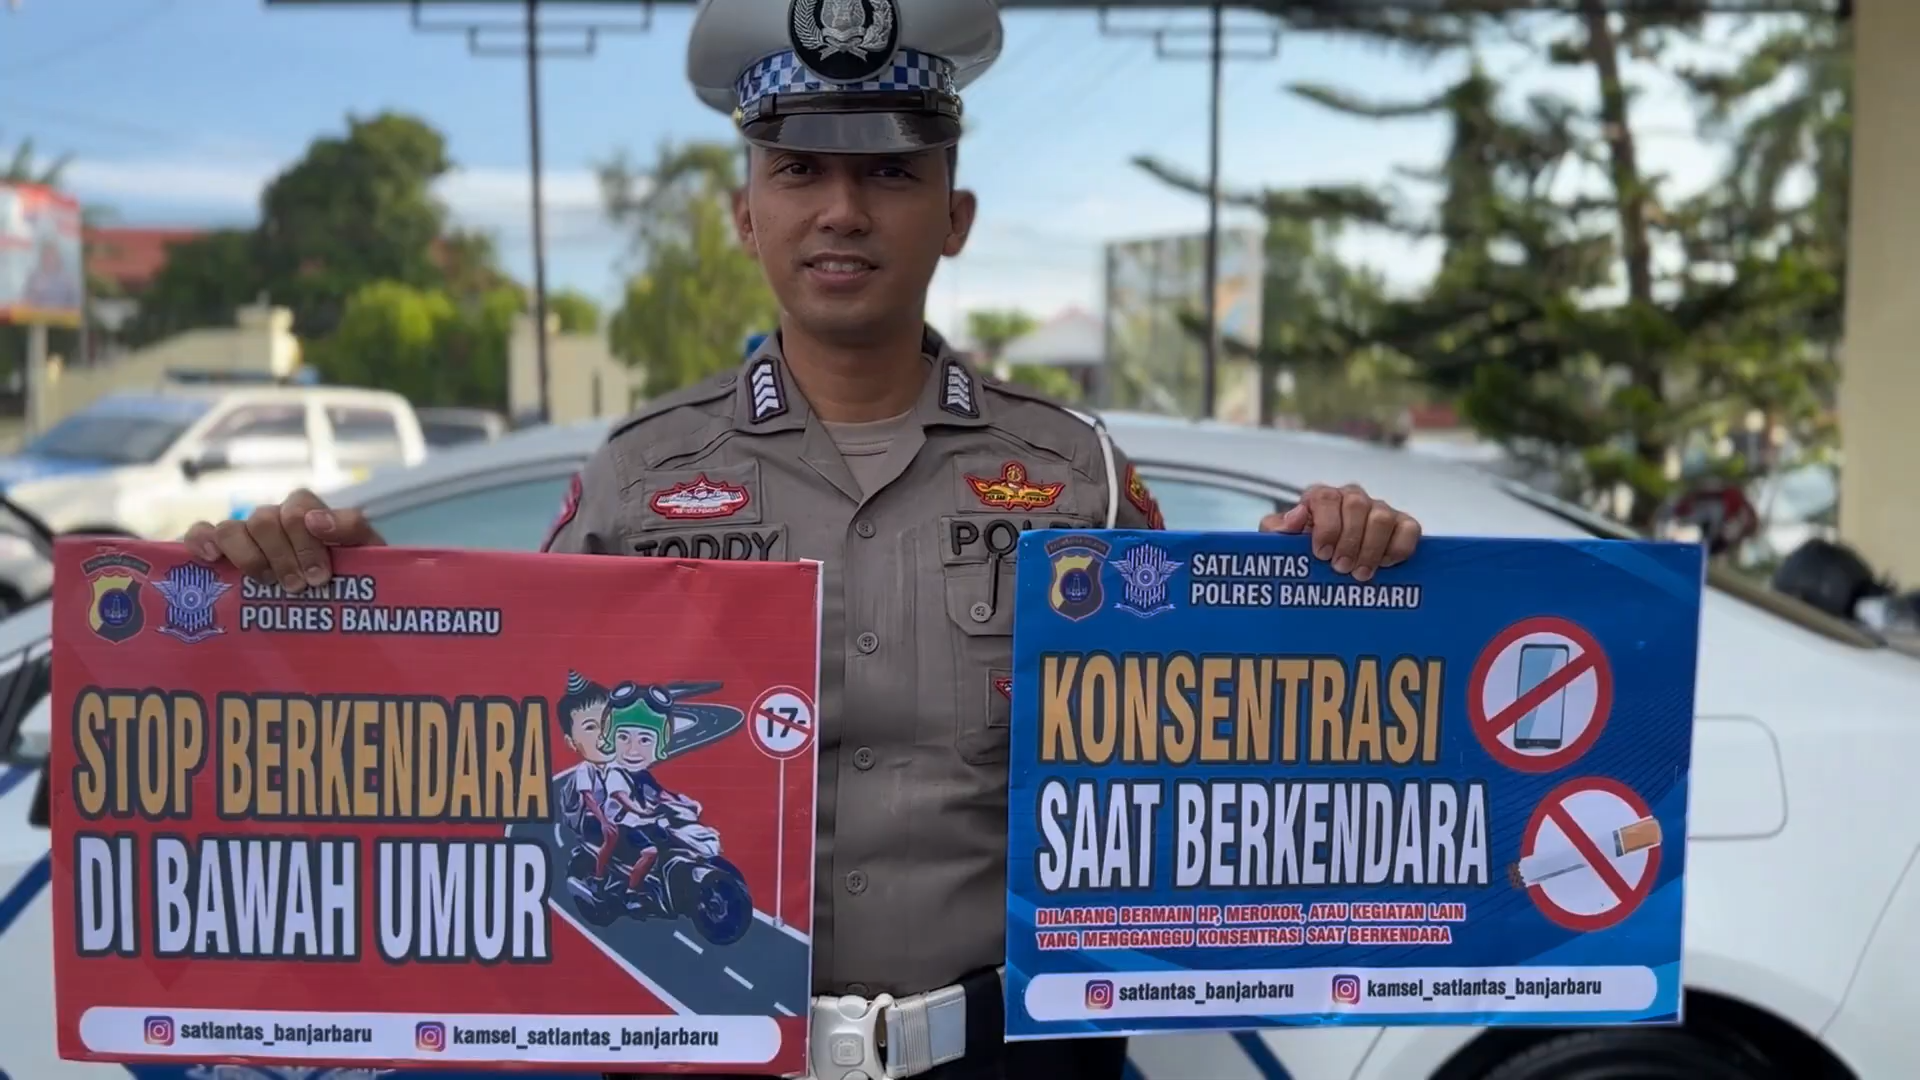 TODDY
SATLANTAS
POLRES BANJARBARU
STOP BERKENDARA
DI BAWAH UMUR
17-
satlantas_banjarbaru
kamsel_satlantas_banjarbaru
SATLANTAS
POLRES BANJARBARU
KONSENTRASI
SAAT BERKENDARA
DILARANG BERMAIN HP, MEROKOK, ATAU KEGIATAN LAIN
YANG MENGGANGGU KONSENTRASI SAAT BERKENDARA
satlantas_banjarbaru
kamsel_satlantas_banjarbaru